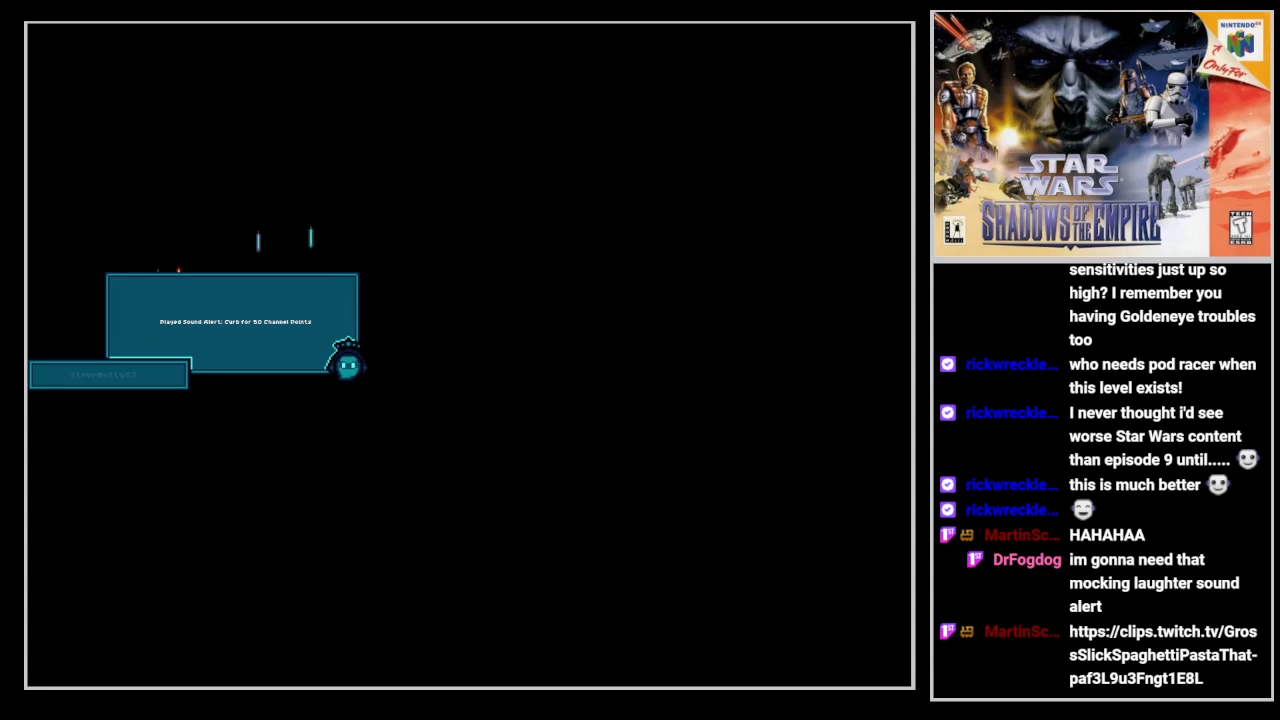 Played Sound Alert: Curb for 50 Channel Points
NINTENDO 64
Only For
STAR
WARS
SHADOWS OF THE EMPIRE
TEEN
ESRB
sensitivities just up so
high? I remember you
having Goldeneye troubles
too
rickwreckle... who needs pod racer when
this level exists!
rickwreckle... I never thought i'd see
worse Star Wars content
than episode 9 until.....
rickwreckle... this is much better
rickwreckle...
MartinSc... HAHAHAA
DrFogdog im gonna need that
mocking laughter sound
alert
MartinSc... https://clips.twitch.tv/Gros
sSlickSpaghettiPastaThat-
paf3L9u3Fngt1E8L